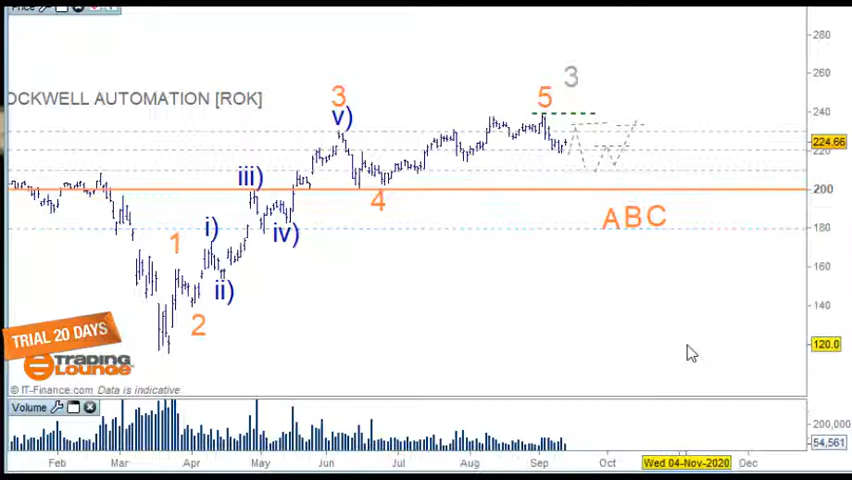 Price
OCKWELL AUTOMATION [ROK]
280
260
240
224.66
220
200
180
160
140
120.0
3
5
3
v)
iii)
4
i)
iv)
1
ii)
2
A B C
TRIAL 20 DAYS
TRADING
LOUNGE
© IT-Finance.com Data is indicative
Volume
200,000
54,561
Feb Mar Apr May Jun Jul Aug Sep Oct Wed 04-Nov-2020 Dec